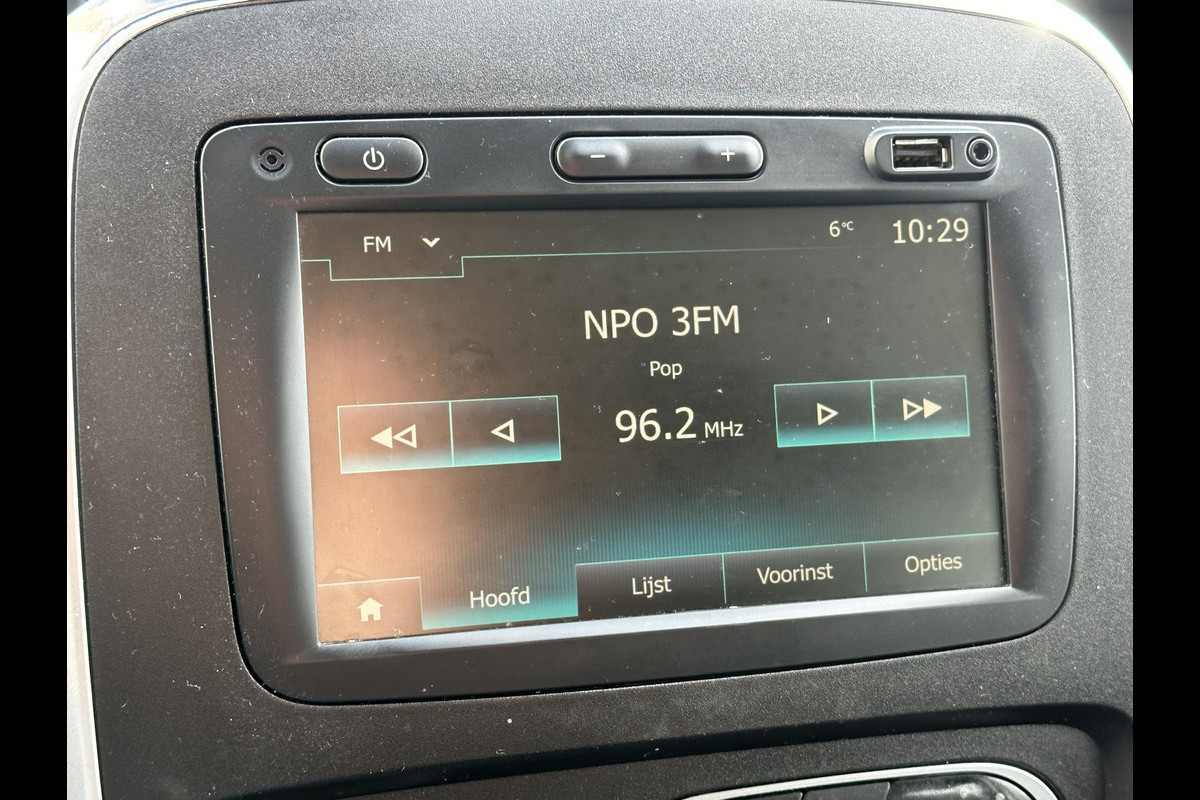 FM
6°C 10:29
NPO 3FM
Pop
96.2 MHz
Hoofd Lijst Voorinst Opties